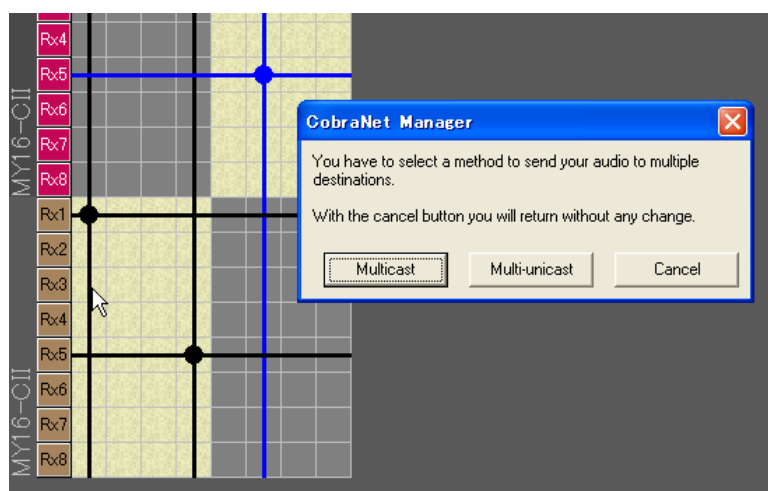 Rx4
Rx5
Rx6
Rx7
Rx8
MY16-CII
Rx1
Rx2
Rx3
Rx4
Rx5
Rx6
Rx7
Rx8
MY16-CII
CobraNet Manager
You have to select a method to send your audio to multiple
destinations.
With the cancel button you will return without any change.
Multicast
Multi-unicast
Cancel